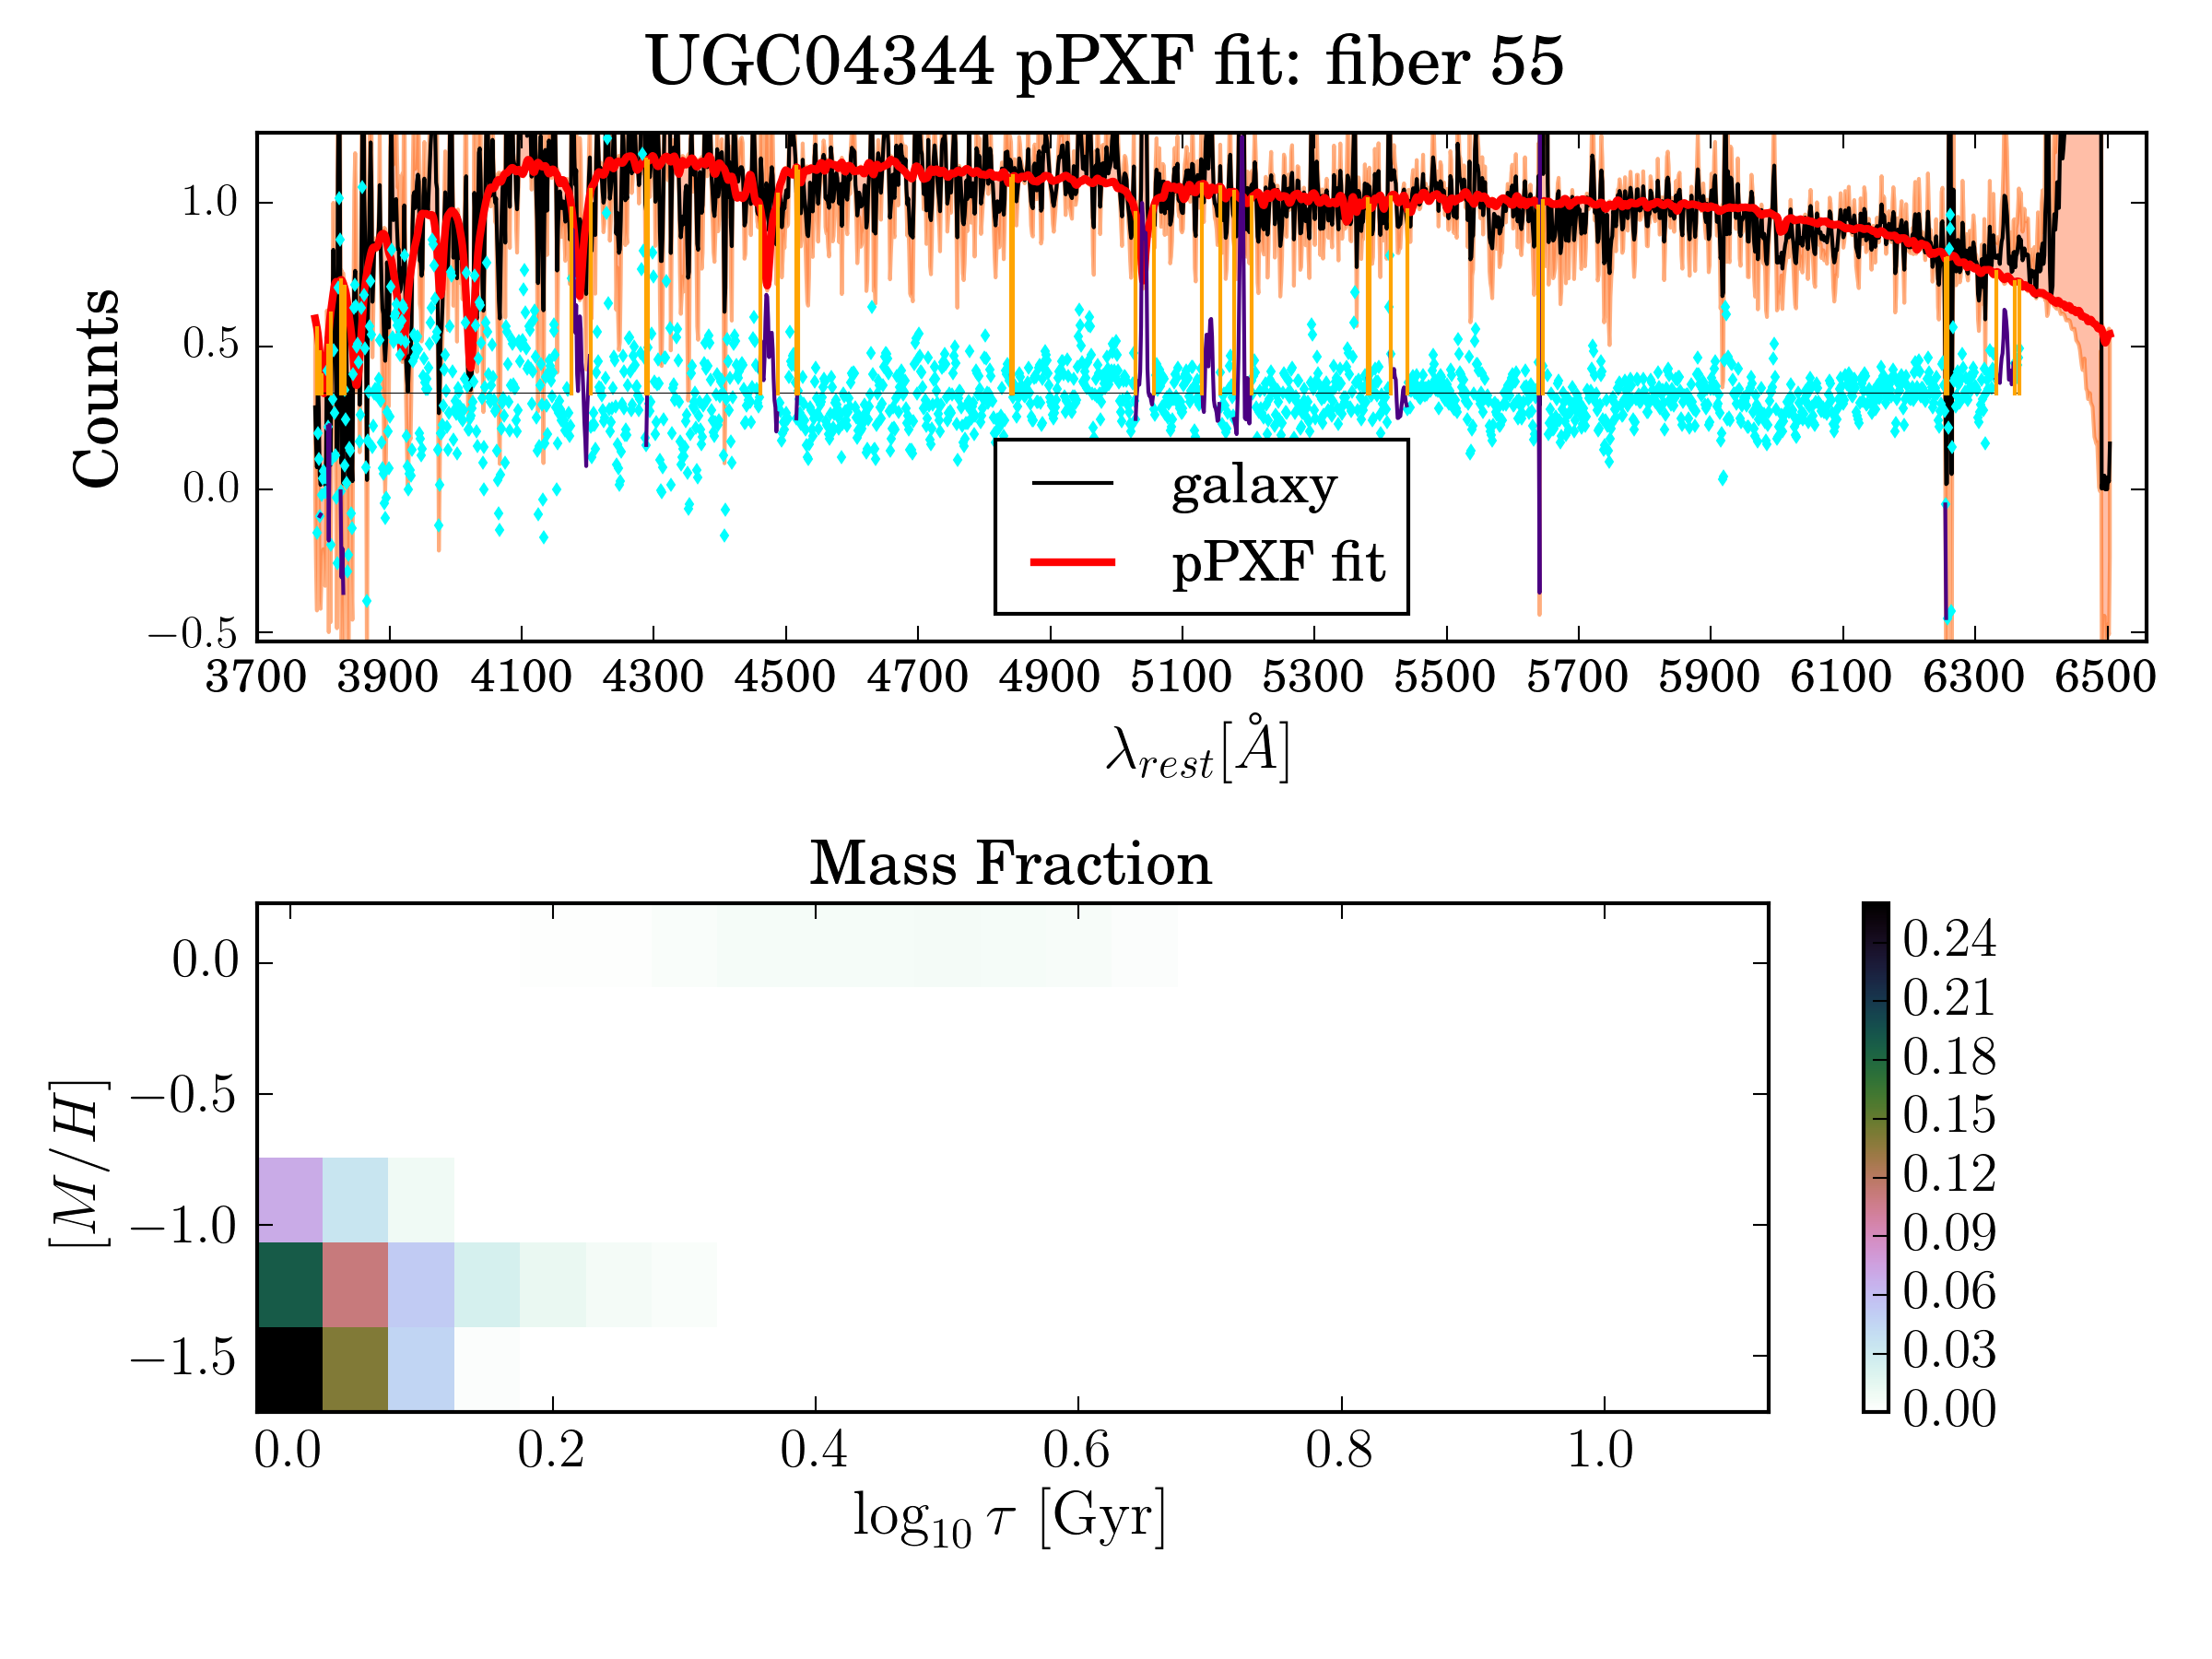 UGC04344 pPXF fit: fiber 55
Counts
1.0
0.5
0.0
−0.5
galaxy
pPXF fit
3700 3900 4100 4300 4500 4700 4900 5100 5300 5500 5700 5900 6100 6300 6500
λrest[Å]
Mass Fraction
[M/H]
0.0
−0.5
−1.0
−1.5
0.0 0.2 0.4 0.6 0.8 1.0
log10 τ [Gyr]
0.24
0.21
0.18
0.15
0.12
0.09
0.06
0.03
0.00